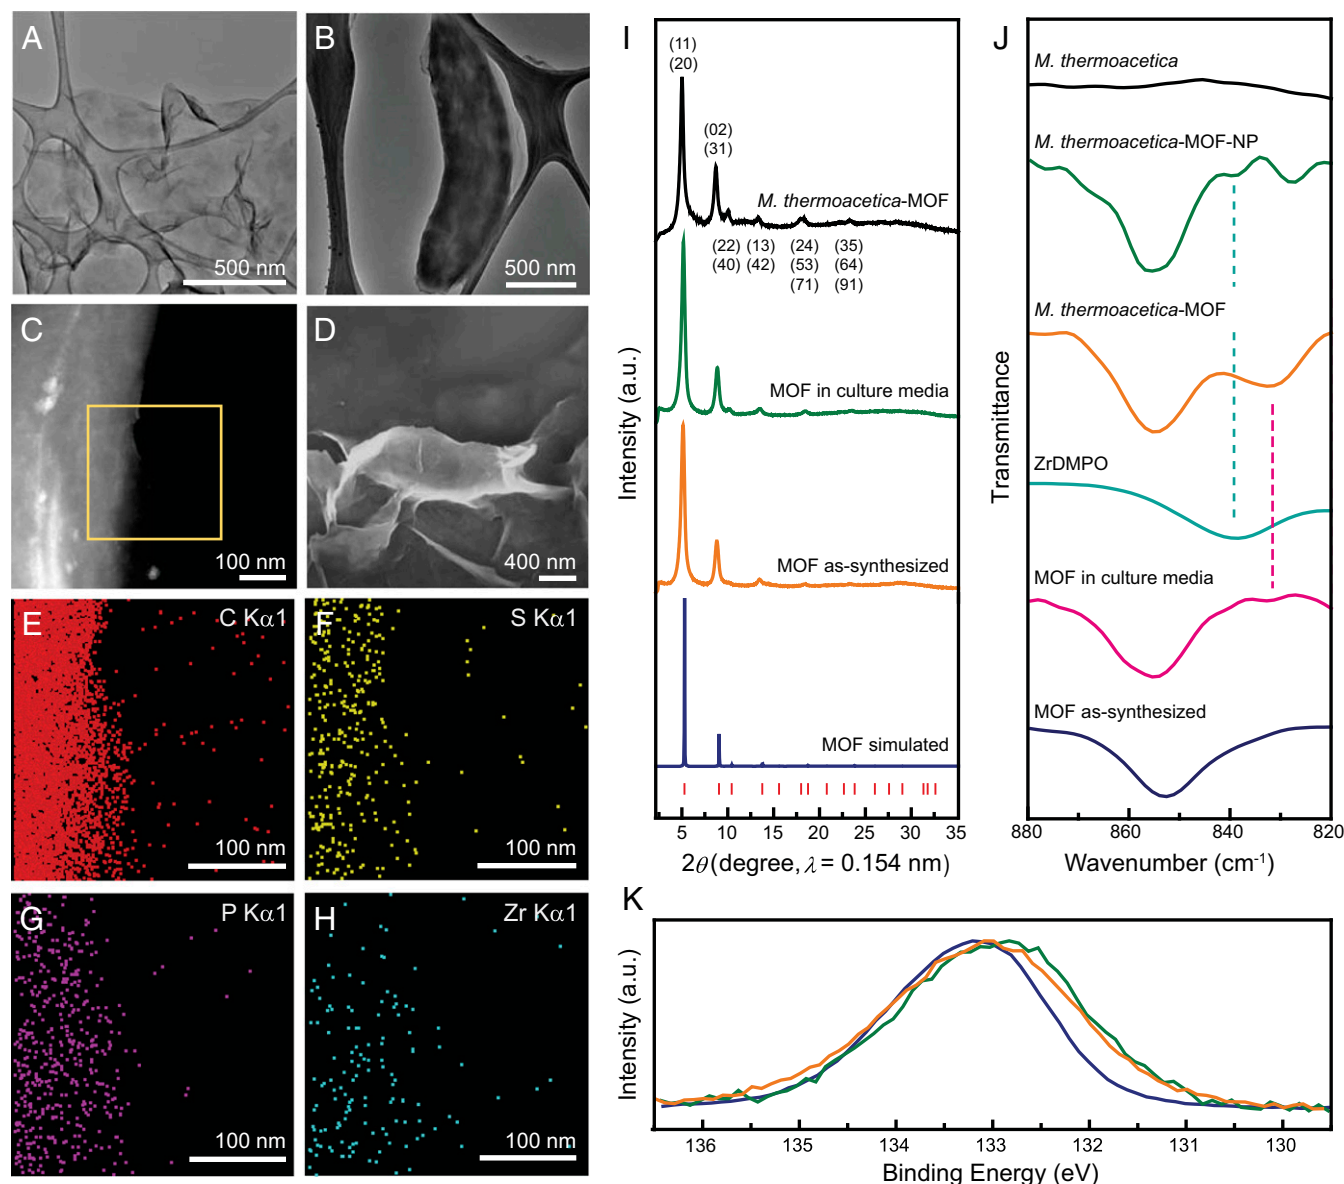 A
500 nm
B
500 nm
C
100 nm
D
400 nm
E
C Kα1
100 nm
F
S Kα1
100 nm
G
P Kα1
100 nm
H
Zr Kα1
100 nm
I
(11)
(20)
(02)
(31)
M. thermoacetica-MOF
(22) (13) (24) (35)
(40) (42) (53) (64)
(71) (91)
MOF in culture media
MOF as-synthesized
MOF simulated
Intensity (a.u.)
5 10 15 20 25 30 35
2θ (degree, λ = 0.154 nm)
J
M. thermoacetica
M. thermoacetica-MOF-NP
M. thermoacetica-MOF
ZrDMPO
MOF in culture media
MOF as-synthesized
Transmittance
880 860 840 820
Wavenumber (cm-1)
K
Intensity (a.u.)
136 135 134 133 132 131 130
Binding Energy (eV)